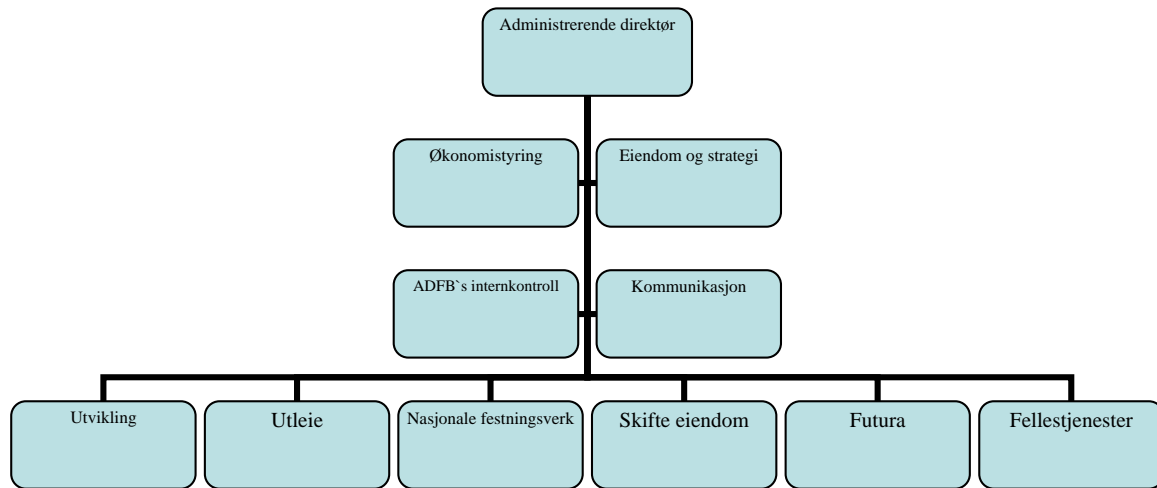 Administrerende direktør
Økonomistyring
Eiendom og strategi
ADFB`s internkontroll
Kommunikasjon
Utvikling
Utleie
Nasjonale festningsverk
Skifte eiendom
Futura
Fellestjenester